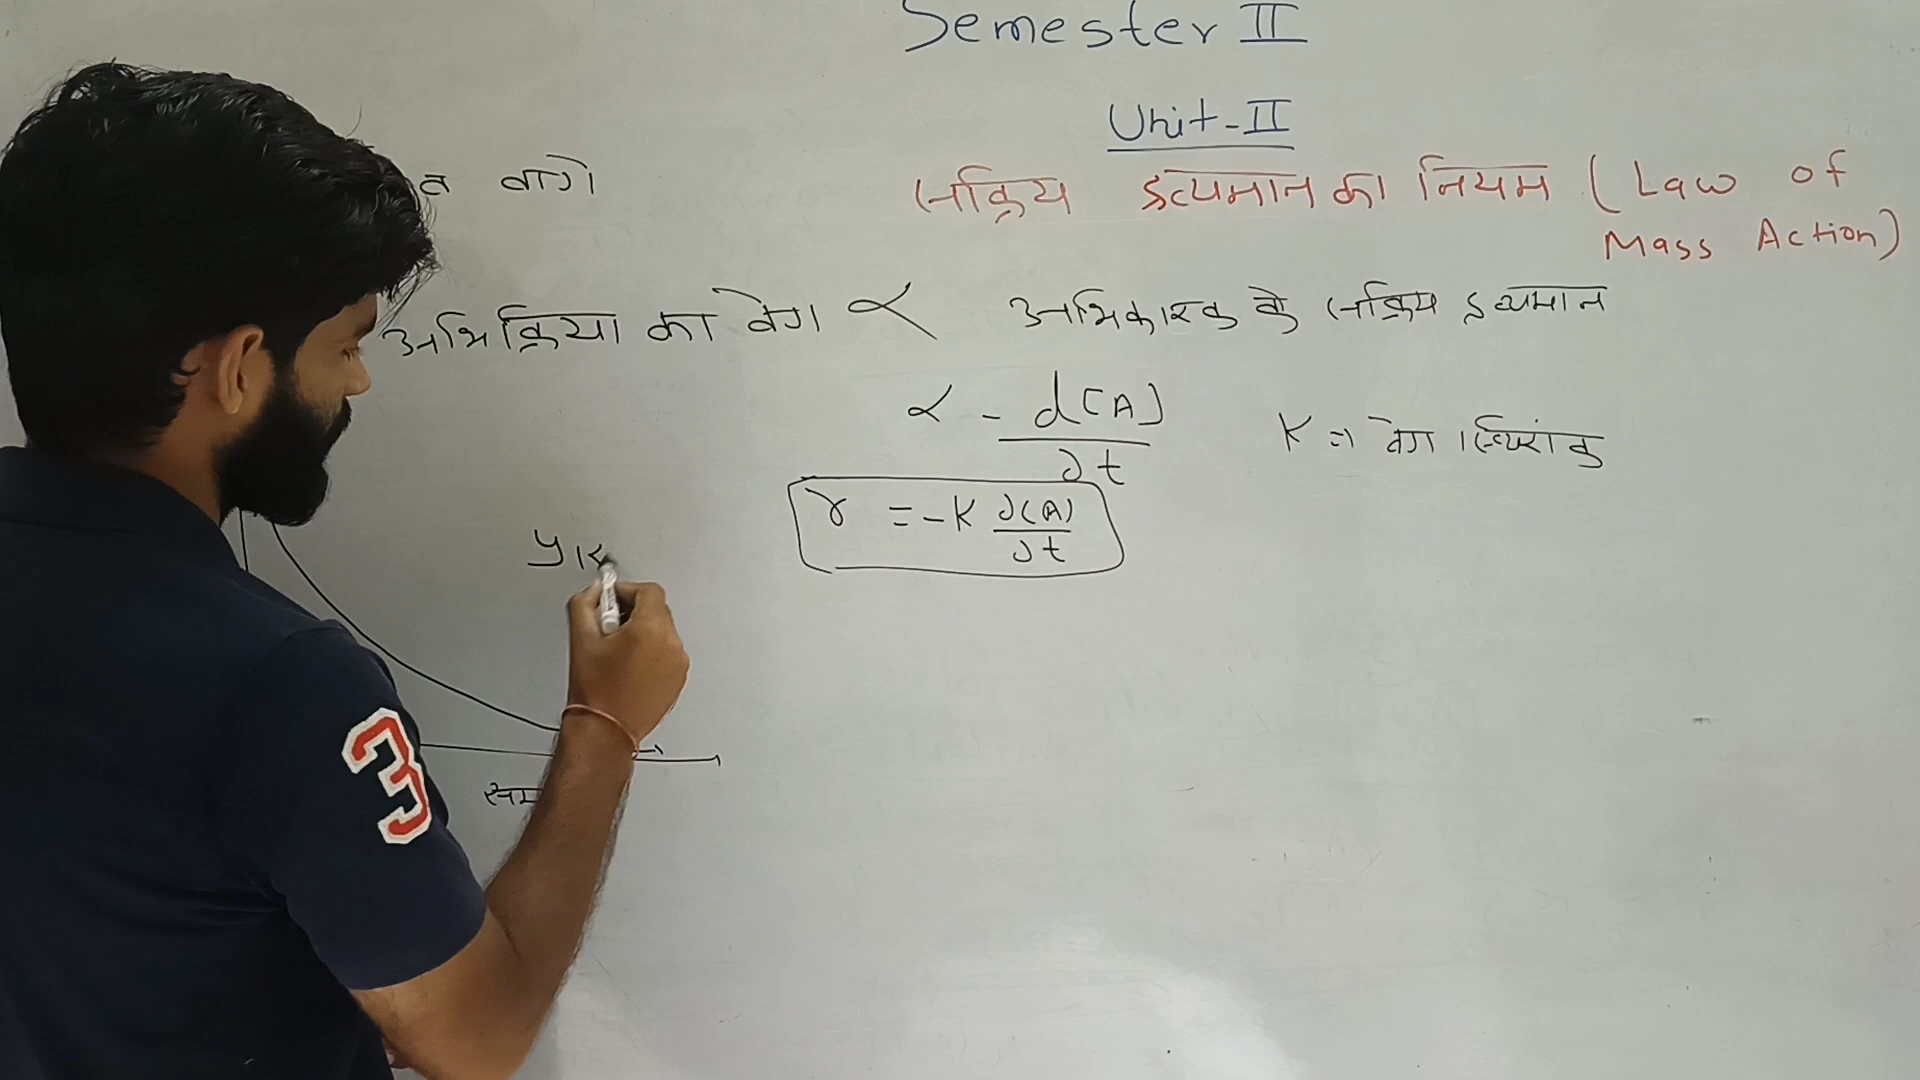 Semester II
Unit-II
सक्रिय द्रव्यमान का नियम ( Law of
Mass Action)
अभिक्रिया का वेग ∝ अभिकारक के सक्रिय द्रव्यमान
∝ - d[A]
dt
K => वेग स्थिरांक
r = -K d[A]
dt
3